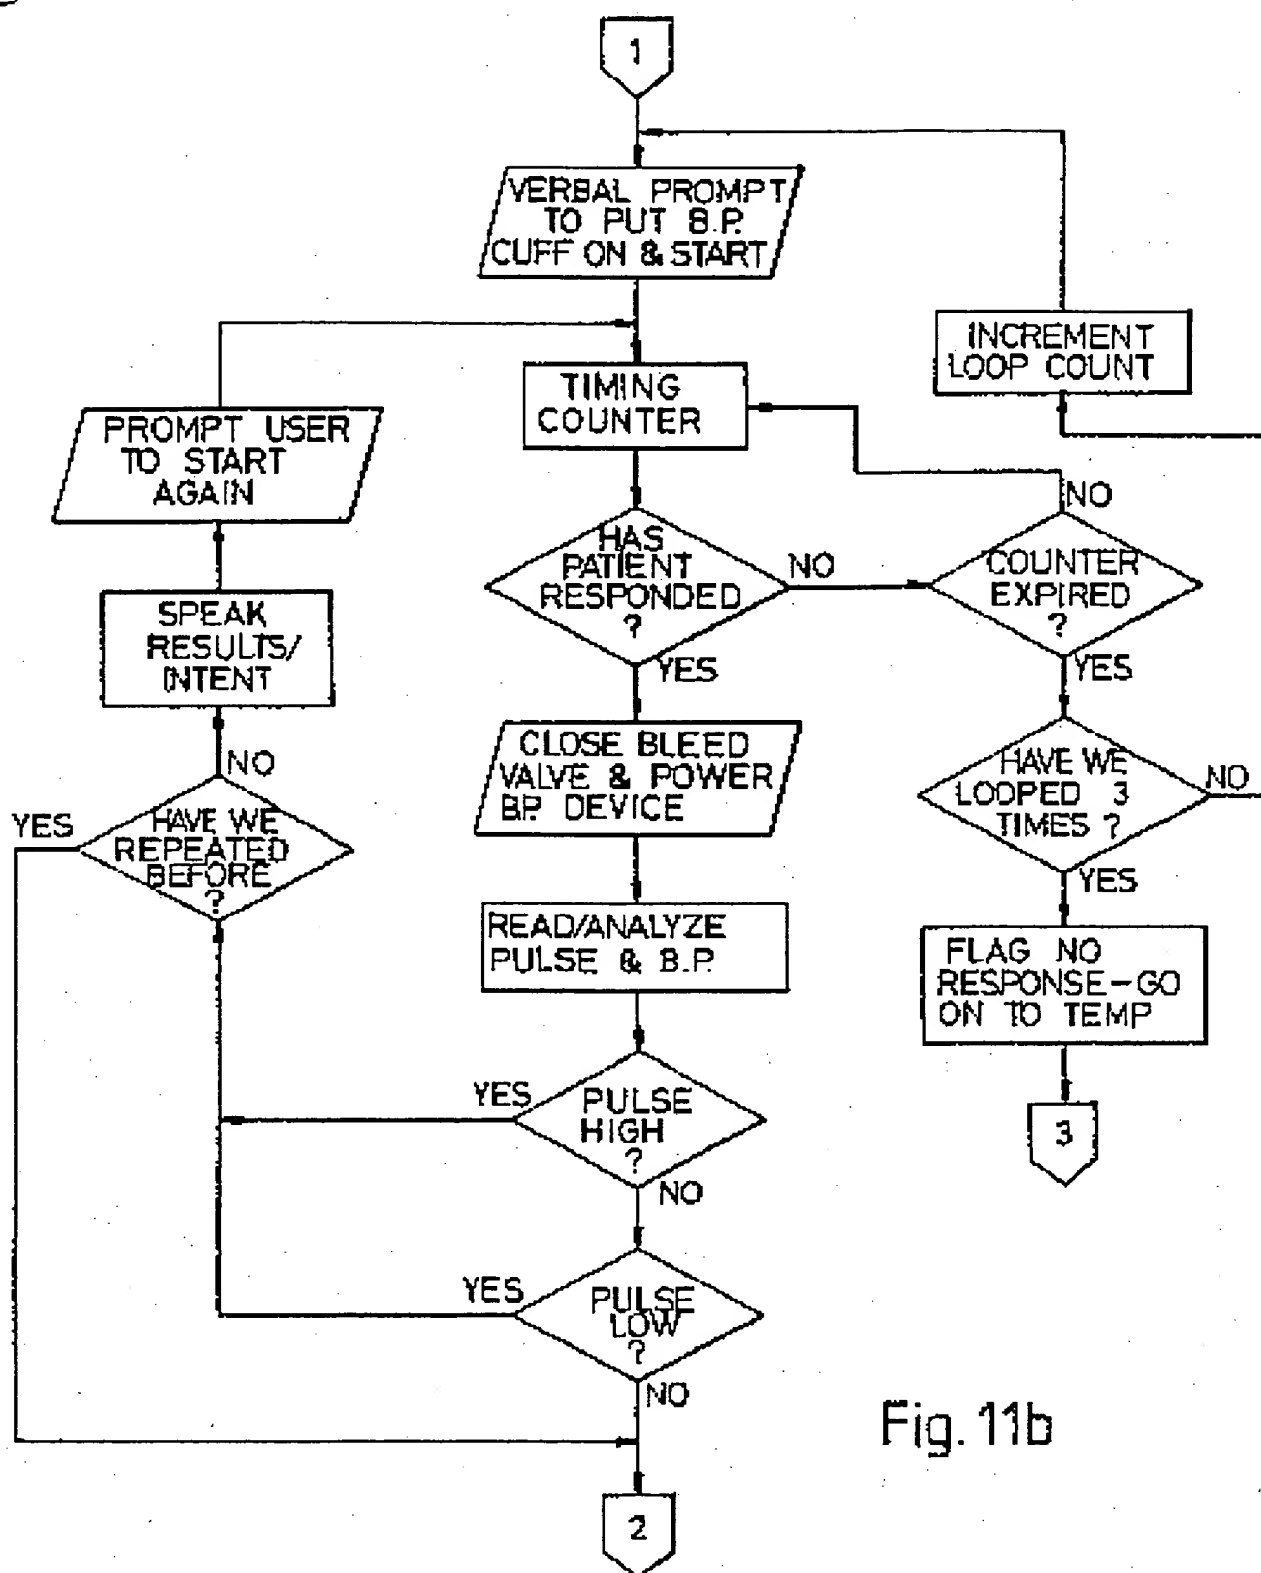 1
VERBAL PROMPT
TO PUT B.P.
CUFF ON & START
INCREMENT
LOOP COUNT
TIMING
COUNTER
PROMPT USER
TO START
AGAIN
NO
HAS
PATIENT
RESPONDED
?
NO
COUNTER
EXPIRED
?
YES
YES
SPEAK
RESULTS/
INTENT
CLOSE BLEED
VALVE & POWER
B.P. DEVICE
HAVE WE
LOOPED 3
TIMES ?
NO
YES
NO
YES
HAVE WE
REPEATED
BEFORE
?
READ/ANALYZE
PULSE & B.P.
FLAG NO
RESPONSE-GO
ON TO TEMP
3
YES
PULSE
HIGH
?
NO
YES
PULSE
LOW
?
NO
2
Fig. 11b